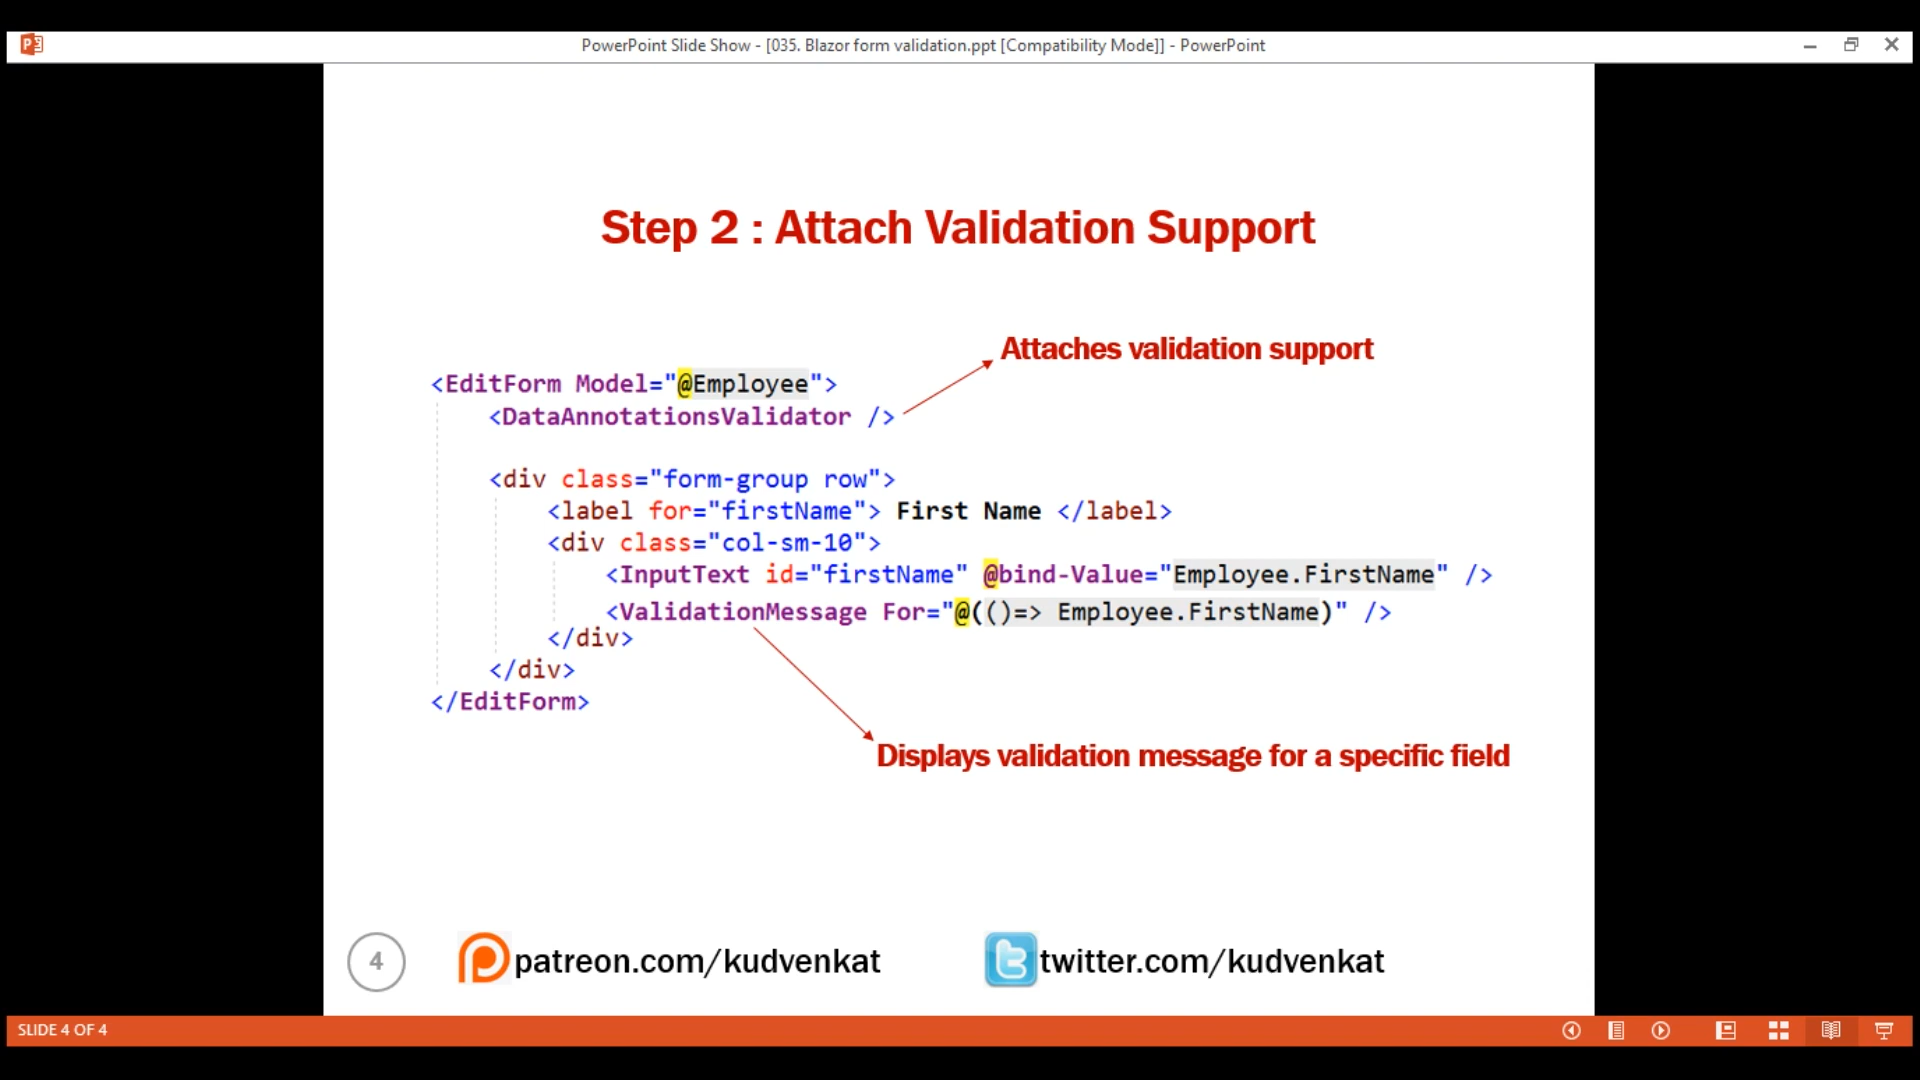 PowerPoint Slide Show - [035. Blazor form validation.ppt [Compatibility Mode]] - PowerPoint
Step 2 : Attach Validation Support
Attaches validation support
<EditForm Model="@Employee">
<DataAnnotationsValidator />
<div class="form-group row">
<label for="firstName"> First Name </label>
<div class="col-sm-10">
<InputText id="firstName" @bind-Value="Employee.FirstName" />
<ValidationMessage For="@(()=> Employee.FirstName)" />
</div>
</div>
</EditForm>
Displays validation message for a specific field
4
patreon.com/kudvenkat
twitter.com/kudvenkat
SLIDE 4 OF 4